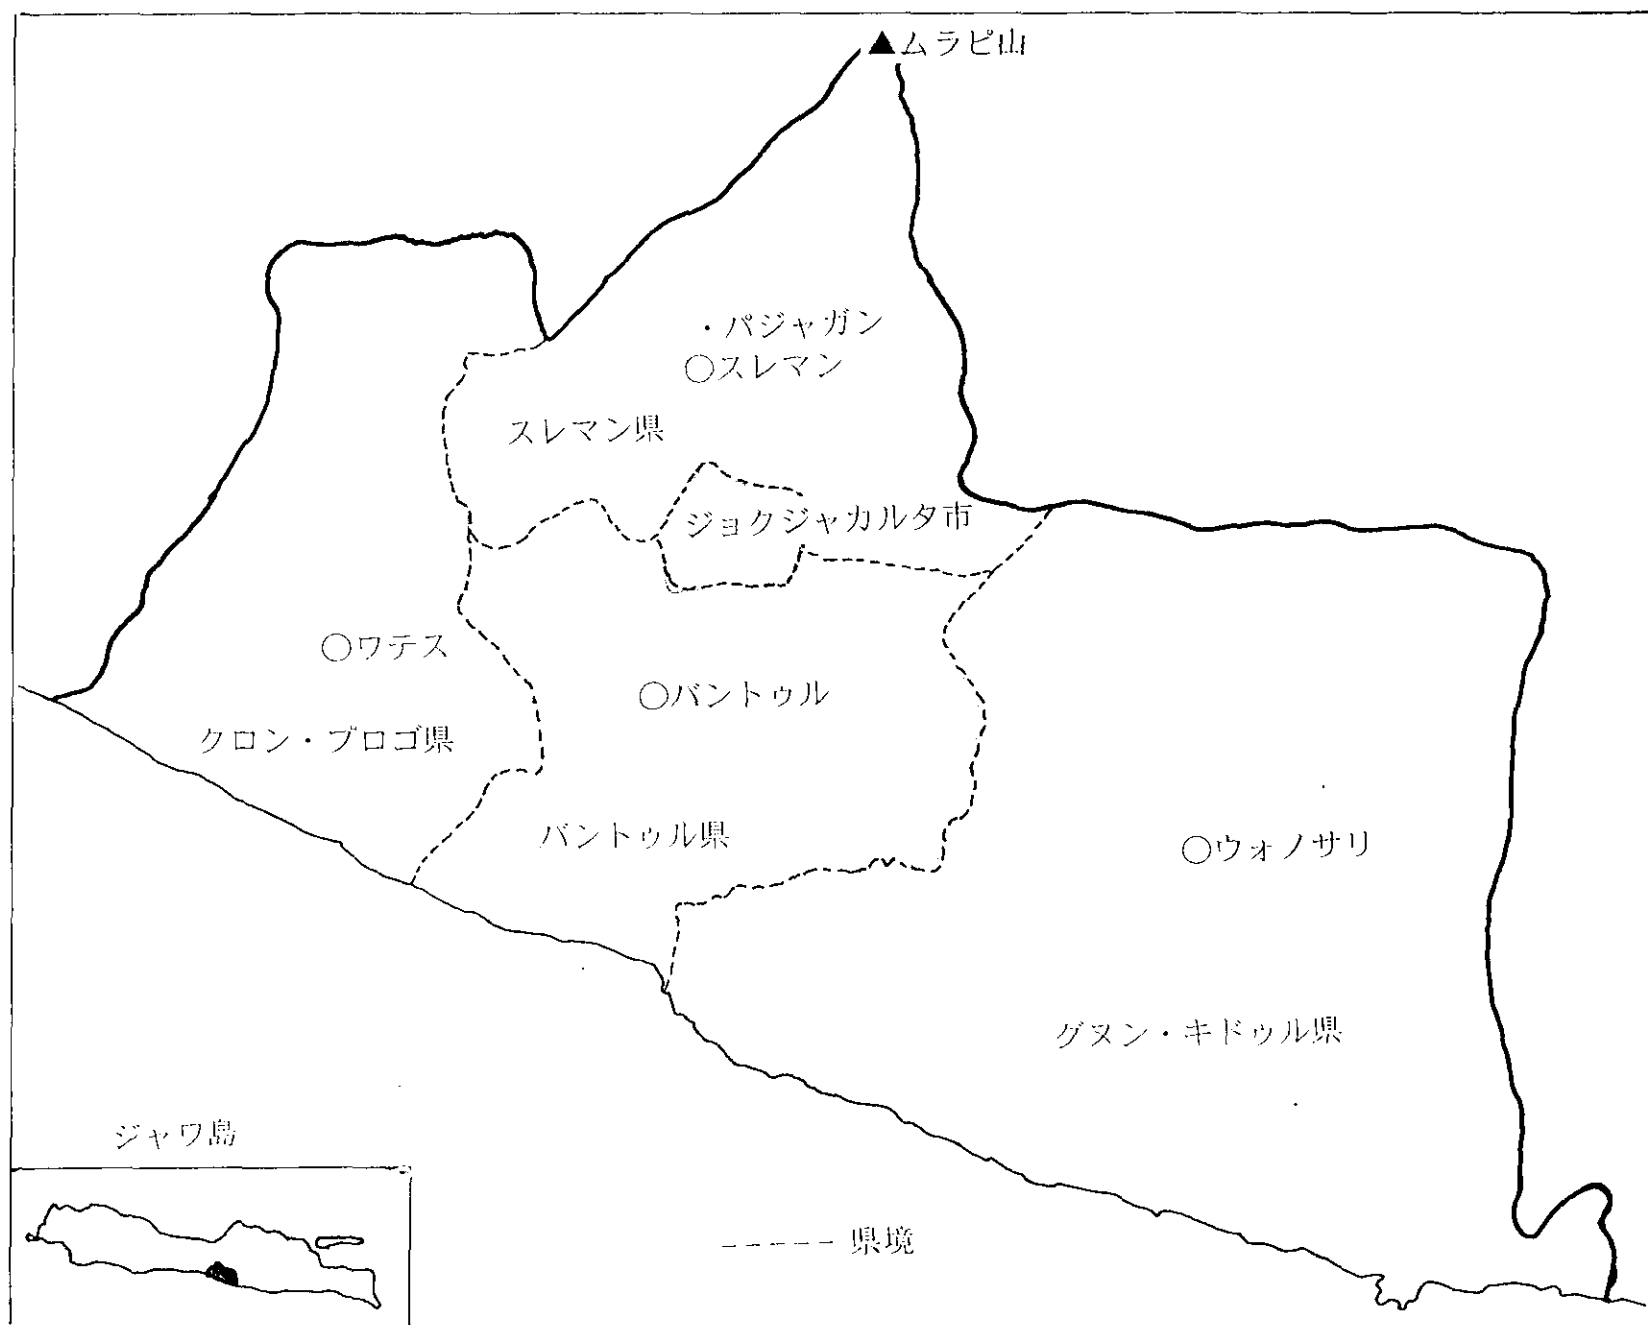 ▲ムラピ山
・パジャガン
○スレマン
スレマン県
ジョクジャカルタ市
○ワテス
○バントゥル
クロン・プロゴ県
バントゥル県
○ウォノサリ
グヌン・キドゥル県
ジャワ島
----- 県境